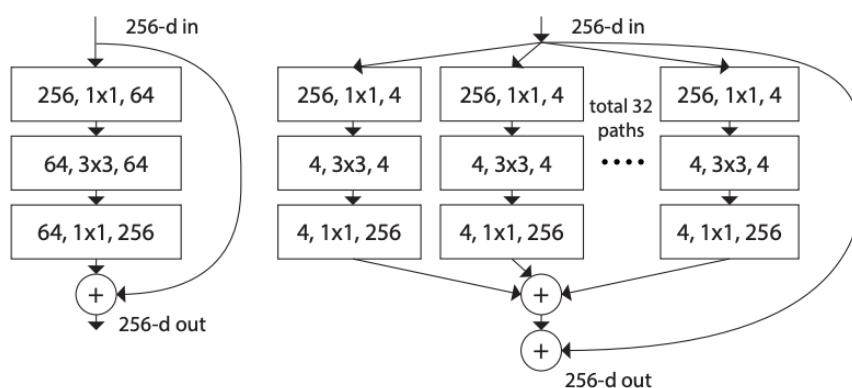 256-d in
256, 1x1, 64
64, 3x3, 64
64, 1x1, 256
+
256-d out
256-d in
256, 1x1, 4
256, 1x1, 4
total 32
paths
256, 1x1, 4
4, 3x3, 4
4, 3x3, 4
....
4, 3x3, 4
4, 1x1, 256
4, 1x1, 256
4, 1x1, 256
+
+
256-d out